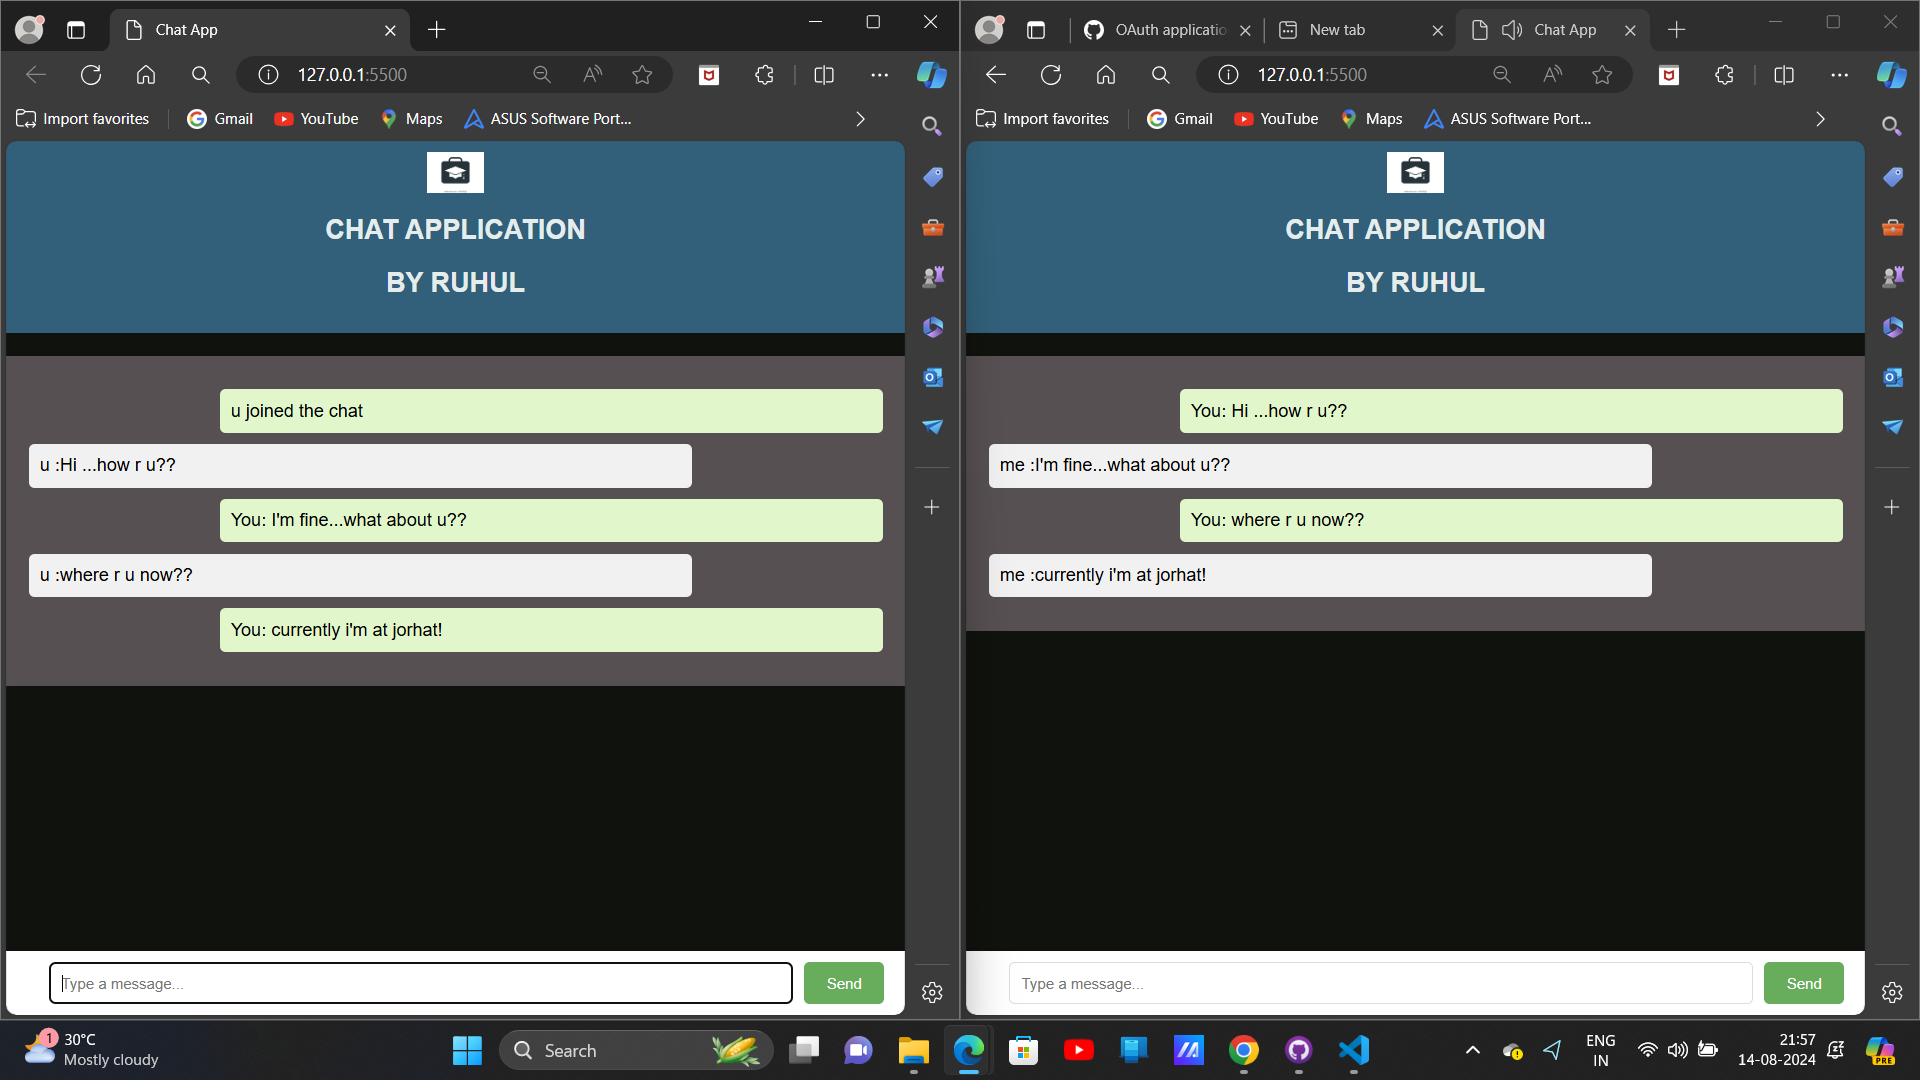 Chat App
127.0.0.1:5500
Import favorites
Gmail
YouTube
Maps
ASUS Software Port...
CHAT APPLICATION
BY RUHUL
u joined the chat
u :Hi ...how r u??
You: I'm fine...what about u??
u :where r u now??
You: currently i'm at jorhat!
Type a message...
Send
OAuth applicatio
New tab
Chat App
127.0.0.1:5500
Import favorites
Gmail
YouTube
Maps
ASUS Software Port...
CHAT APPLICATION
BY RUHUL
You: Hi ...how r u??
me :I'm fine...what about u??
You: where r u now??
me :currently i'm at jorhat!
Type a message...
Send
1
30°C
Mostly cloudy
Search
ENG
IN
21:57
14-08-2024
PRE